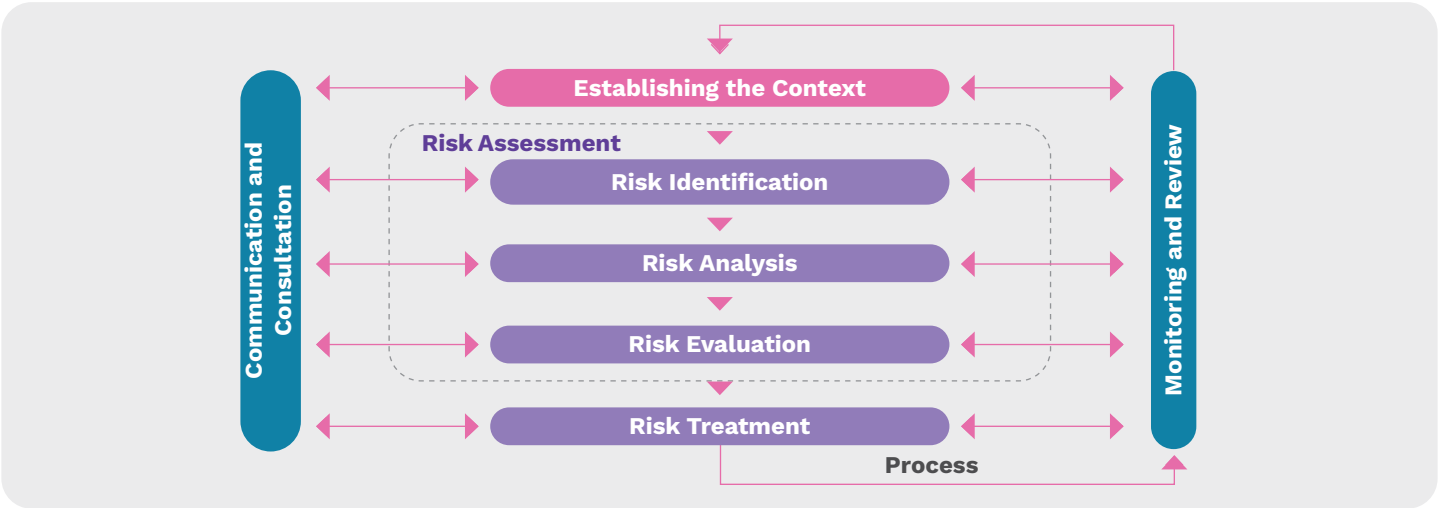 Establishing the Context
Risk Assessment
Risk Identification
Risk Analysis
Risk Evaluation
Risk Treatment
Process
Communication and
Consultation
Monitoring and Review